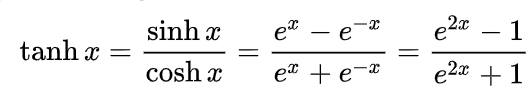 tanh x = sinh x / cosh x = (e^x − e^{−x}) / (e^x + e^{−x}) = (e^{2x} − 1) / (e^{2x} + 1)